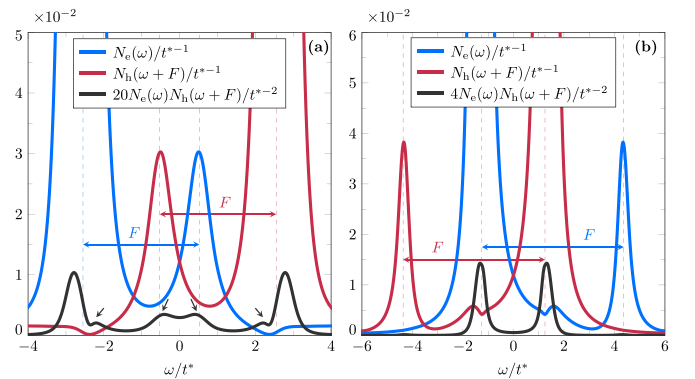 ×10⁻²
(a)
Nₑ(ω)/t*⁻¹
Nₕ(ω + F)/t*⁻¹
20Nₑ(ω)Nₕ(ω + F)/t*⁻²
5
4
3
2
1
0
F
F
−4 −2 0 2 4
ω/t*
×10⁻²
(b)
Nₑ(ω)/t*⁻¹
Nₕ(ω + F)/t*⁻¹
4Nₑ(ω)Nₕ(ω + F)/t*⁻²
6
5
4
3
2
1
0
F
F
−6 −4 −2 0 2 4 6
ω/t*